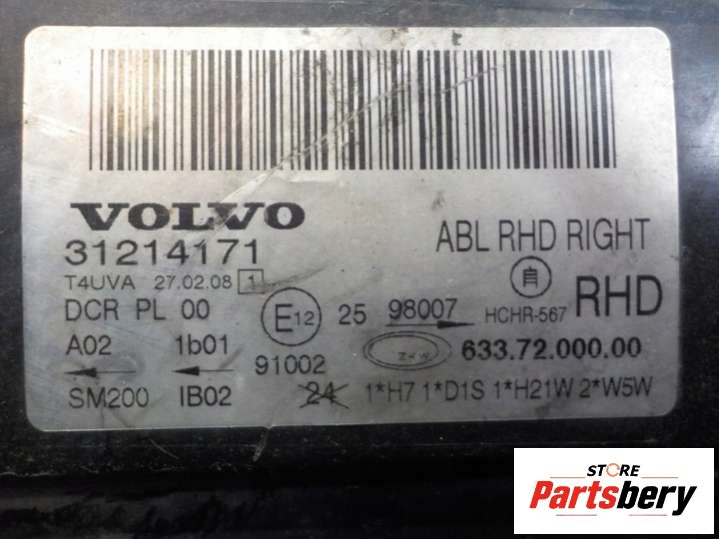 VOLVO
31214171
ABL RHD RIGHT
T4UVA 27.02.08 1
自
HCHR-567 RHD
DCR PL 00
E12 25 98007
A02 1b01
91002
ZKW 633.72.000.00
SM200 IB02
24 1*H7 1*D1S 1*H21W 2*W5W
STORE
Partsbery